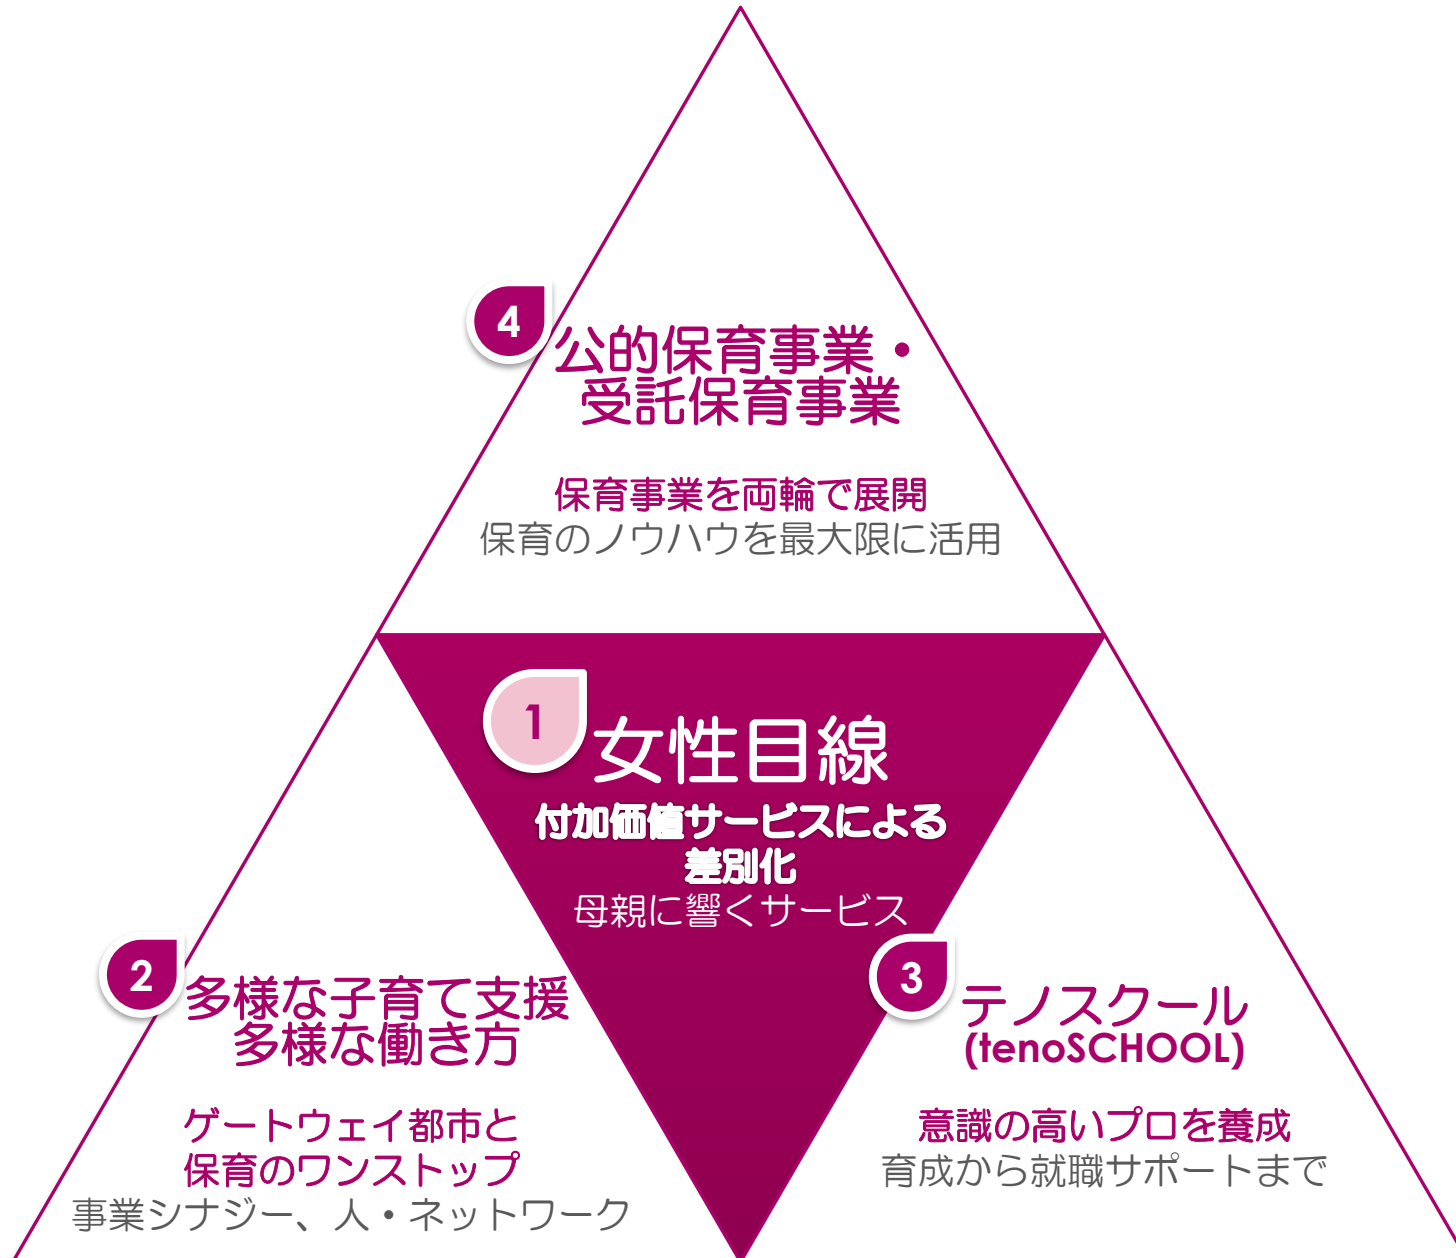 4
公的保育事業・
受託保育事業
保育事業を両輪で展開
保育のノウハウを最大限に活用
1
女性目線
付加価値サービスによる
差別化
母親に響くサービス
2
多様な子育て支援
多様な働き方
ゲートウェイ都市と
保育のワンストップ
事業シナジー、人・ネットワーク
3
テノスクール
(tenoSCHOOL)
意識の高いプロを養成
育成から就職サポートまで